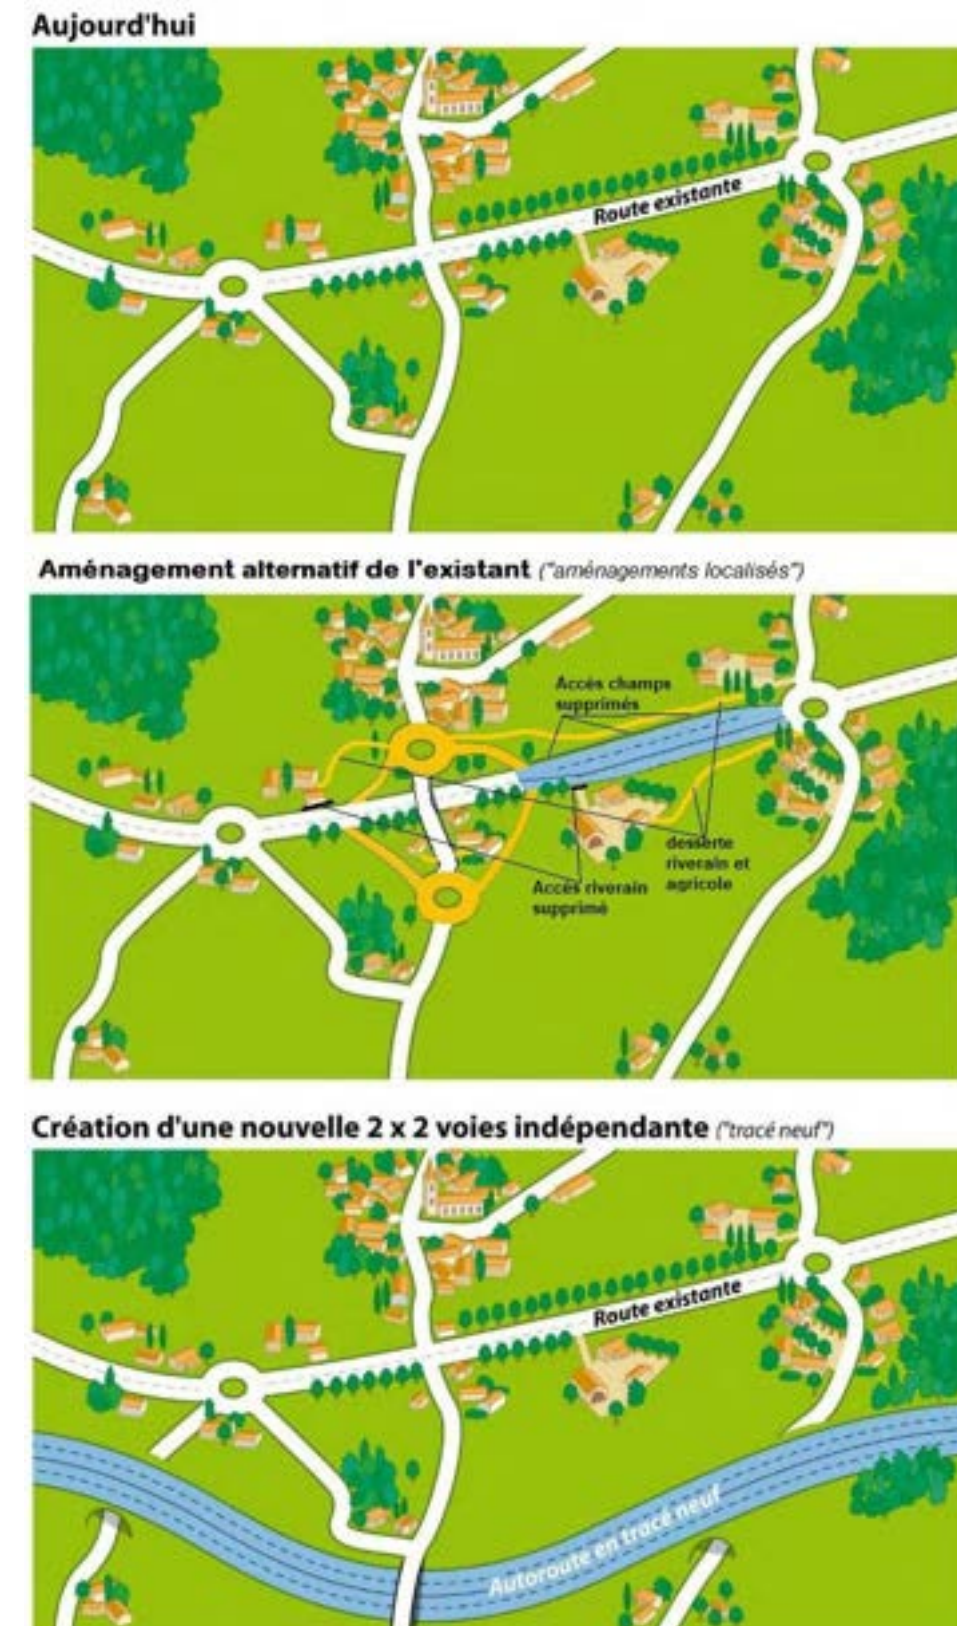 Aujourd'hui
Route existante
Aménagement alternatif de l'existant ("aménagements localisés")
Accès champs
supprimés
desserte
riverain et
agricole
Accès riverain
supprimé
Création d'une nouvelle 2 x 2 voies indépendante ("tracé neuf")
Route existante
Autoroute en tracé neuf